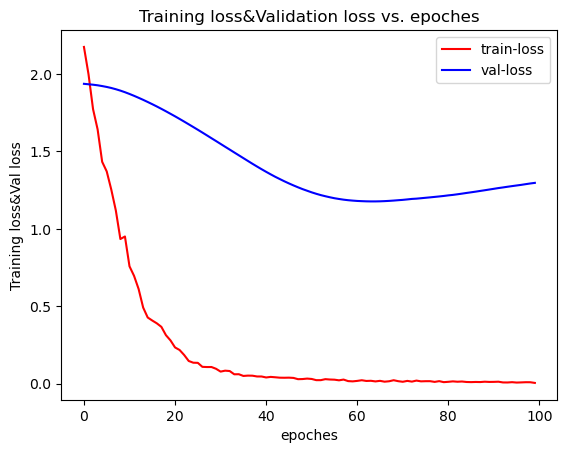 Training loss&Validation loss vs. epoches
train-loss
val-loss
Training loss&Val loss
2.0
1.5
1.0
0.5
0.0
0 20 40 60 80 100
epoches